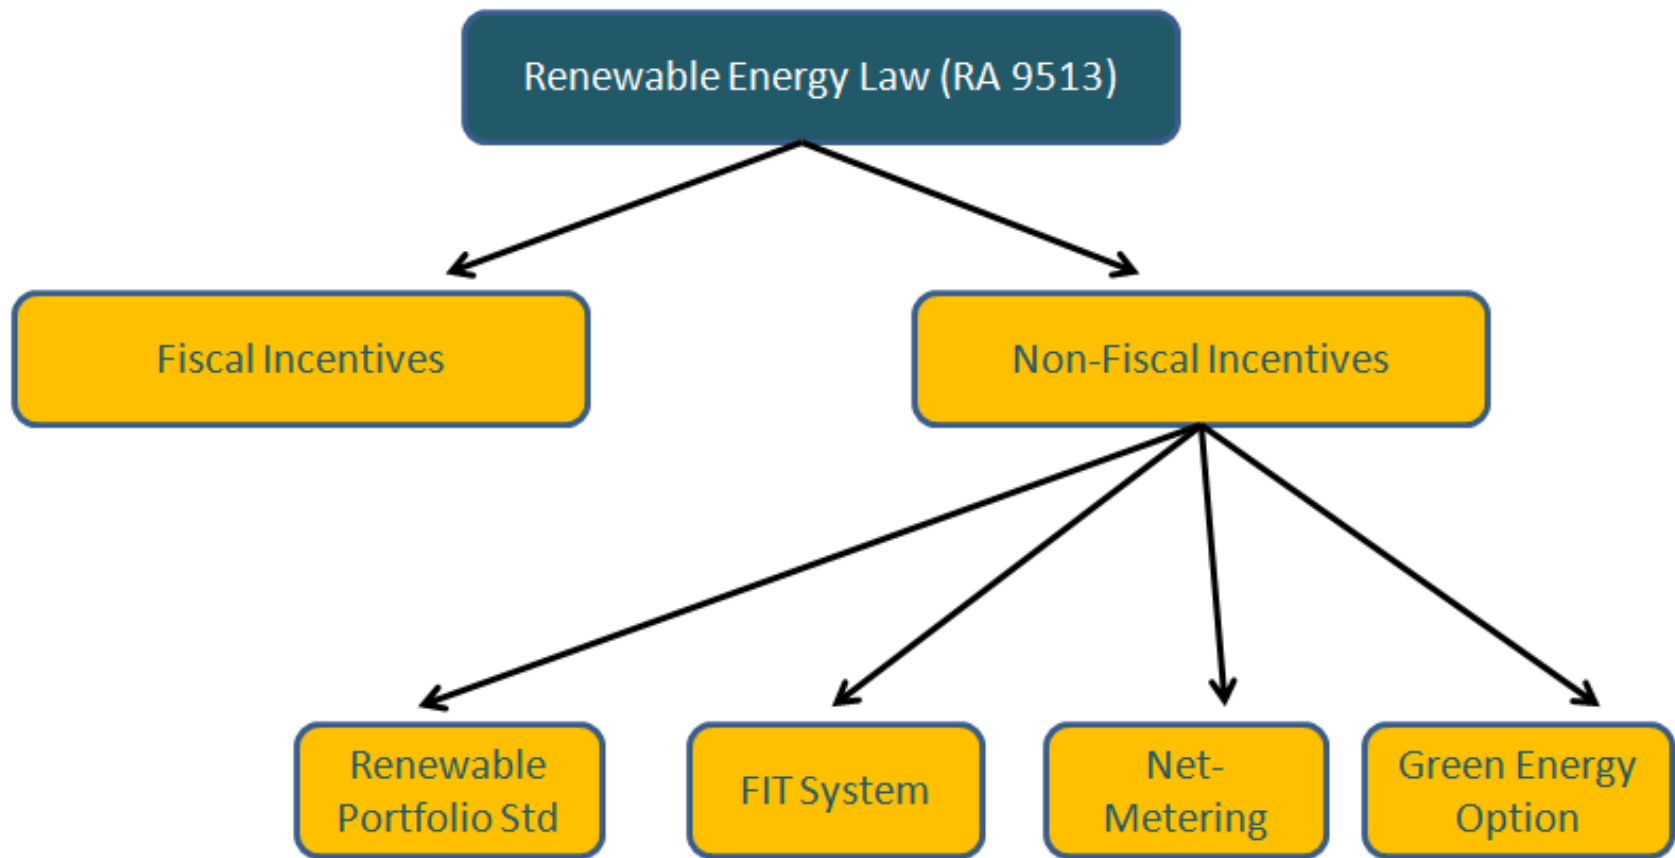 Renewable Energy Law (RA 9513)
Fiscal Incentives
Non-Fiscal Incentives
Renewable
Portfolio Std
FIT System
Net-
Metering
Green Energy
Option